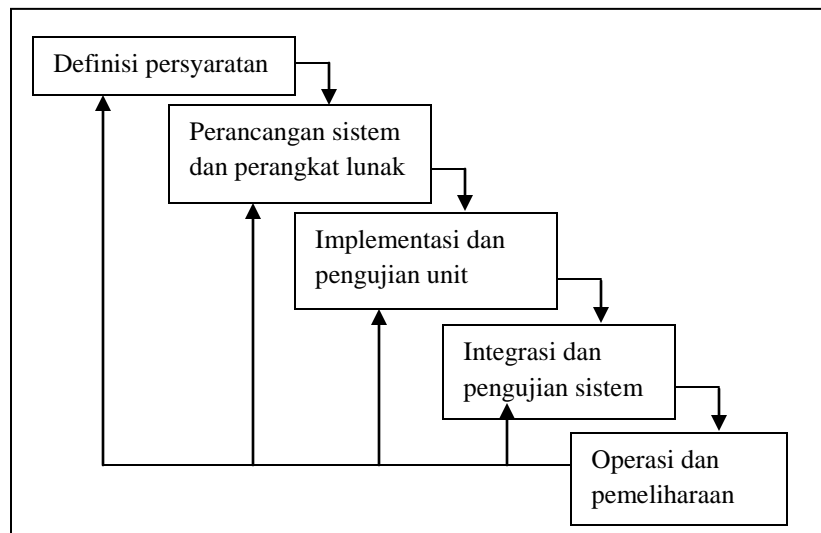 Definisi persyaratan
Perancangan sistem
dan perangkat lunak
Implementasi dan
pengujian unit
Integrasi dan
pengujian sistem
Operasi dan
pemeliharaan